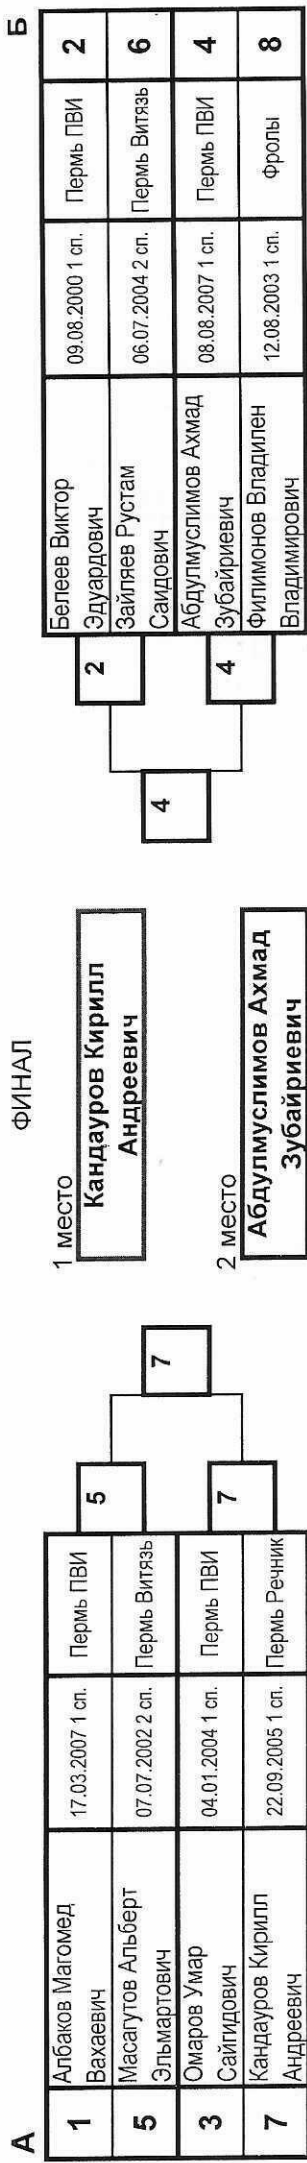 А
1 Албаков Магомед Вахаевич 17.03.2007 1 сп. Пермь ПВИ
5 Масагутов Альберт Эльмартович 07.07.2002 2 сп. Пермь Витязь
3 Омаров Умар Сайгидович 04.01.2004 1 сп. Пермь ПВИ
7 Кандауров Кирилл Андреевич 22.09.2005 1 сп. Пермь Речник
5
7
7
ФИНАЛ
1 место
Кандауров Кирилл
Андреевич
2 место
Абдулмуслимов Ахмад
Зубайриевич
4
2
4
Б
Белеев Виктор Эдуардович 09.08.2000 1 сп. Пермь ПВИ 2
Зайпяев Рустам Саидович 06.07.2004 2 сп. Пермь Витязь 6
Абдулмуслимов Ахмад Зубайриевич 08.08.2007 1 сп. Пермь ПВИ 4
Филимонов Владилен Владимирович 12.08.2003 1 сп. Фролы 8